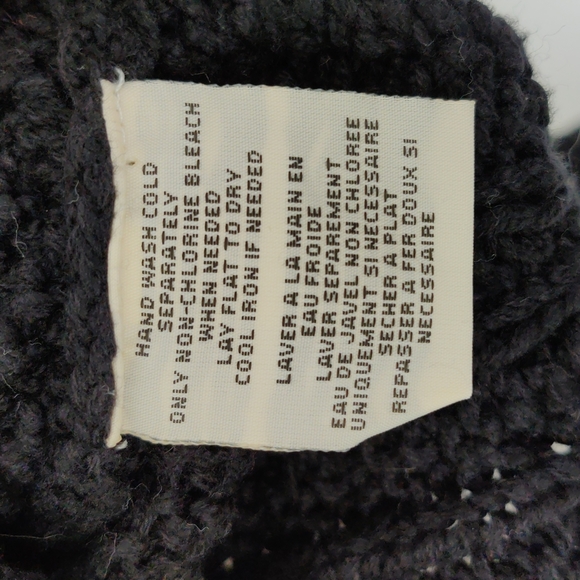 HAND WASH COLD
SEPARATELY
ONLY NON-CHLORINE BLEACH
WHEN NEEDED
LAY FLAT TO DRY
COOL IRON IF NEEDED
LAVER A LA MAIN EN
EAU FROIDE
LAVER SEPAREMENT
EAU DE JAVEL NON CHLOREE
UNIQUEMENT SI NECESSAIRE
SECHER A PLAT
REPASSER A FER DOUX SI
NECESSAIRE